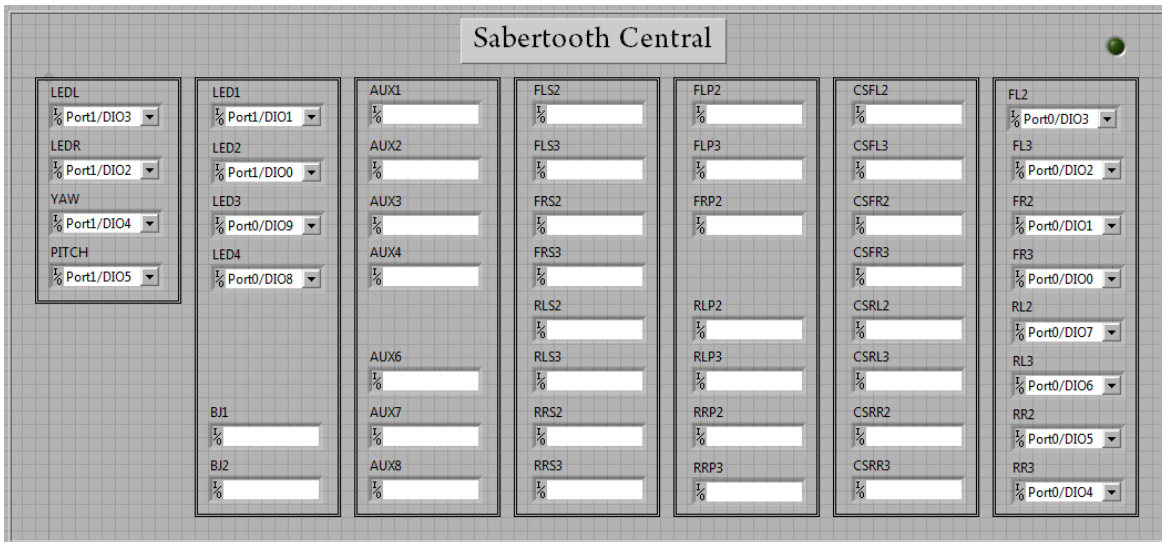 Sabertooth Central
LEDL
Port1/DIO3
LEDR
Port1/DIO2
YAW
Port1/DIO4
PITCH
Port1/DIO5
LED1
Port1/DIO1
LED2
Port1/DIO0
LED3
Port0/DIO9
LED4
Port0/DIO8
BJ1
BJ2
AUX1
AUX2
AUX3
AUX4
AUX6
AUX7
AUX8
FLS2
FLS3
FRS2
FRS3
RLS2
RLS3
RRS2
RRS3
FLP2
FLP3
FRP2
RLP2
RLP3
RRP2
RRP3
CSFL2
CSFL3
CSFR2
CSFR3
CSRL2
CSRL3
CSRR2
CSRR3
FL2
Port0/DIO3
FL3
Port0/DIO2
FR2
Port0/DIO1
FR3
Port0/DIO0
RL2
Port0/DIO7
RL3
Port0/DIO6
RR2
Port0/DIO5
RR3
Port0/DIO4